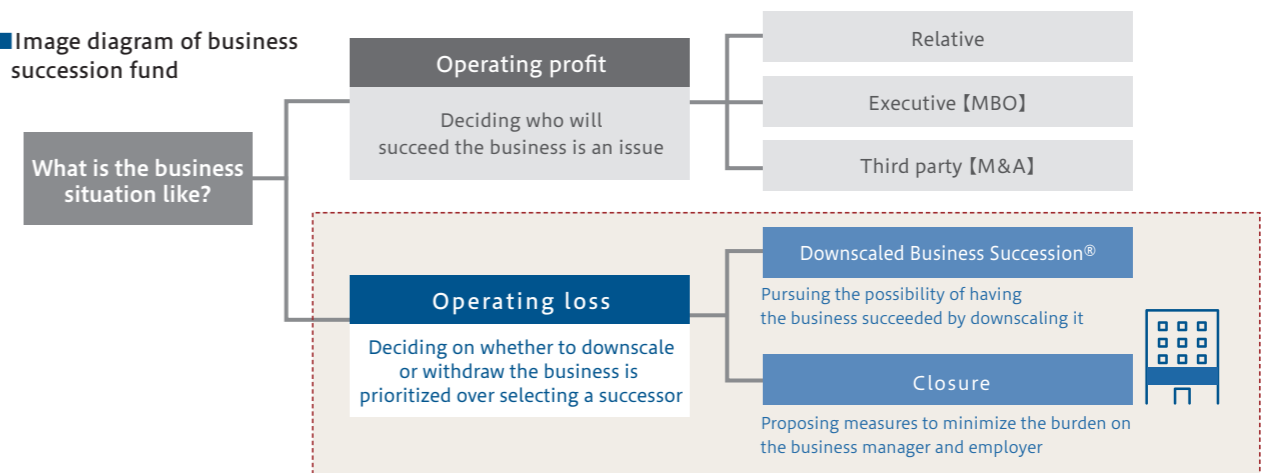 ■Image diagram of business
succession fund
What is the business
situation like?
Operating profit
Deciding who will
succeed the business is an issue
Relative
Executive【MBO】
Third party【M&A】
Operating loss
Deciding on whether to downscale
or withdraw the business is
prioritized over selecting a successor
Downscaled Business Succession®
Pursuing the possibility of having
the business succeeded by downscaling it
Closure
Proposing measures to minimize the burden on
the business manager and employer